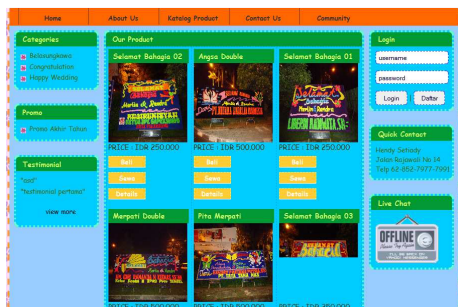 Home About Us Katalog Product Contact Us Community
Categories
Belasungkawa
Congratulation
Happy Wedding
Promo
Promo Akhir Tahun
Testimonial
"testimonial pertama"
view more.
Our Product
Selamat Bahagia 02 Angsa Double Selamat Bahagia 01
PRICE : IDR 250.000 PRICE : IDR 500.000 PRICE : IDR 250.000
Beli Beli Beli
Sewa Sewa Sewa
Details Details Details
Merpati Double Pita Merpati Selamat Bahagia 03
Login
username
password
Login Daftar
Quick Contact
Hendy Setiady
Jalan Rajawali No 14
Telp 62-852-7977-7991
Live Chat
OFFLINE